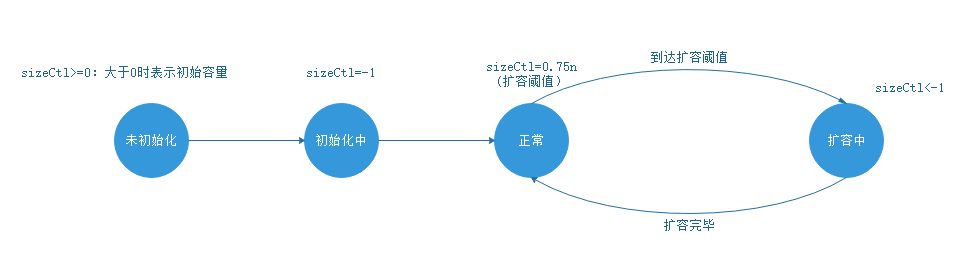 sizeCtl>=0：大于0时表示初始容量
sizeCtl=-1
sizeCtl=0.75n
（扩容阈值）
到达扩容阈值
sizeCtl<-1
未初始化
初始化中
正常
扩容中
扩容完毕